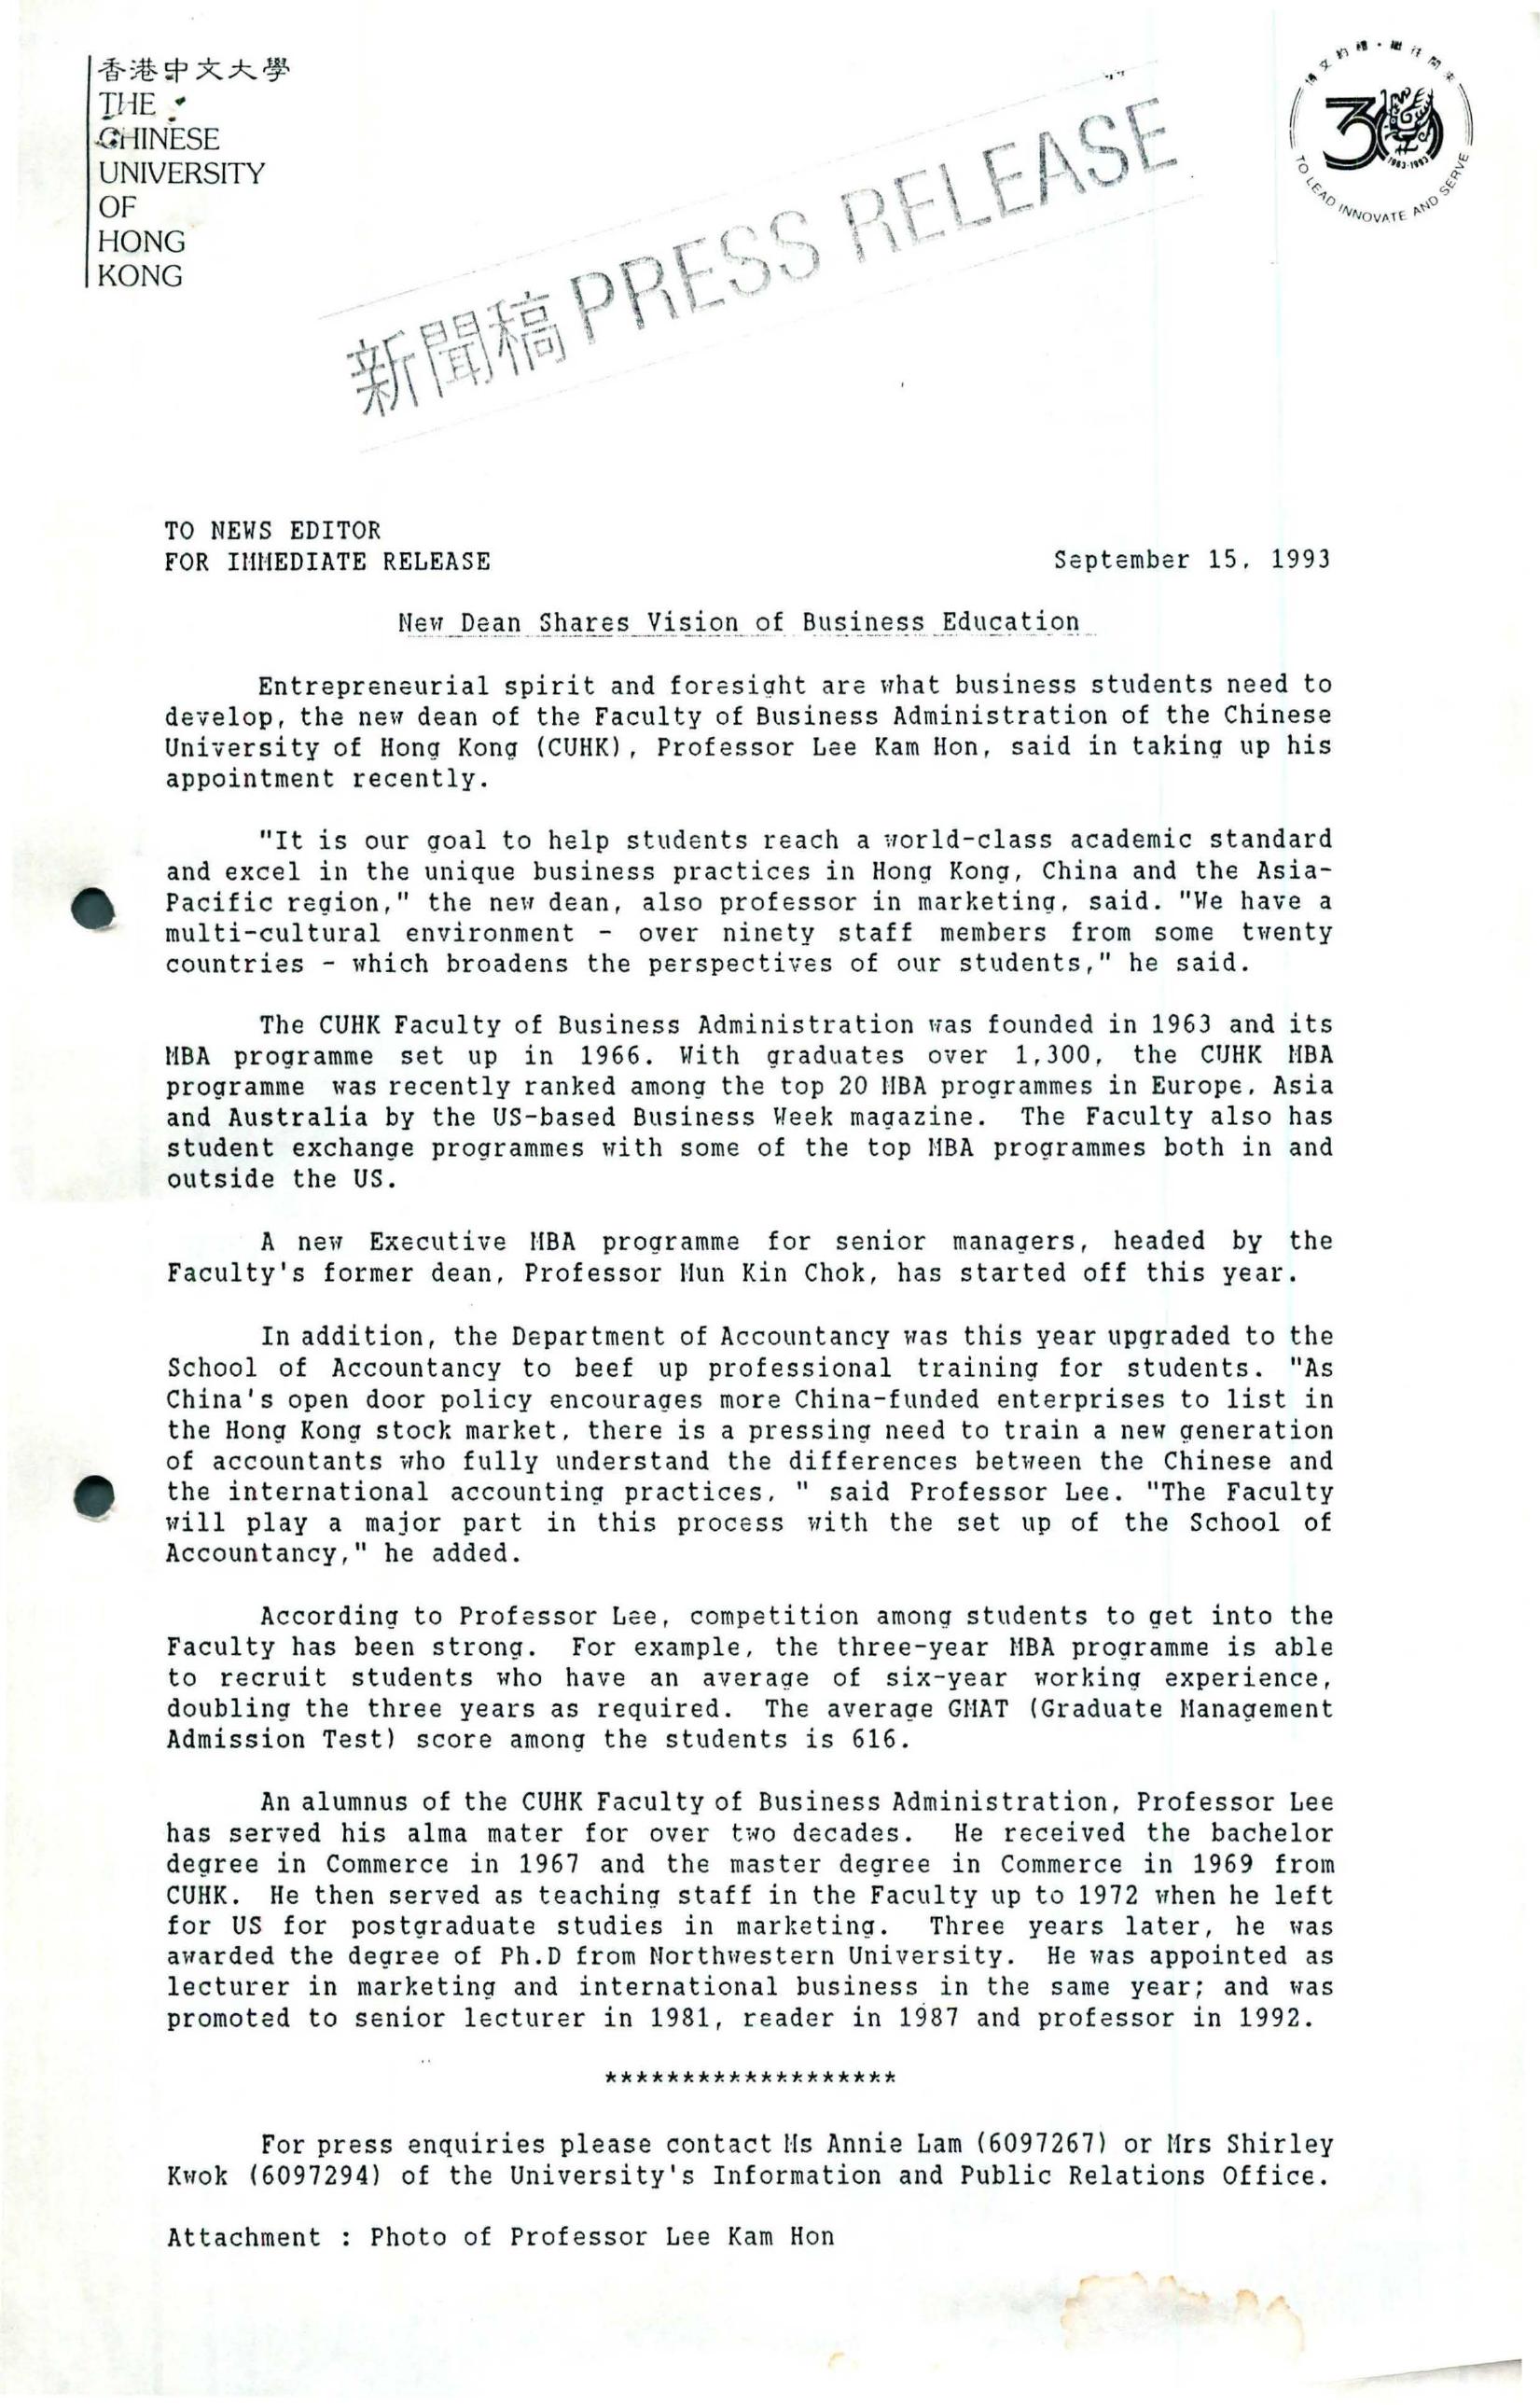 香港中文大學
THE
CHINESE
UNIVERSITY
OF
HONG
KONG
博文約禮・繼往開來
30
1963-1993
TO LEAD INNOVATE AND SERVE
新聞稿 PRESS RELEASE
TO NEWS EDITOR
FOR IMMEDIATE RELEASE September 15, 1993
New Dean Shares Vision of Business Education
Entrepreneurial spirit and foresight are what business students need to
develop, the new dean of the Faculty of Business Administration of the Chinese
University of Hong Kong (CUHK), Professor Lee Kam Hon, said in taking up his
appointment recently.
"It is our goal to help students reach a world-class academic standard
and excel in the unique business practices in Hong Kong, China and the Asia-
Pacific region," the new dean, also professor in marketing, said. "We have a
multi-cultural environment - over ninety staff members from some twenty
countries - which broadens the perspectives of our students," he said.
The CUHK Faculty of Business Administration was founded in 1963 and its
MBA programme set up in 1966. With graduates over 1,300, the CUHK MBA
programme was recently ranked among the top 20 MBA programmes in Europe, Asia
and Australia by the US-based Business Week magazine. The Faculty also has
student exchange programmes with some of the top MBA programmes both in and
outside the US.
A new Executive MBA programme for senior managers, headed by the
Faculty's former dean, Professor Mun Kin Chok, has started off this year.
In addition, the Department of Accountancy was this year upgraded to the
School of Accountancy to beef up professional training for students. "As
China's open door policy encourages more China-funded enterprises to list in
the Hong Kong stock market, there is a pressing need to train a new generation
of accountants who fully understand the differences between the Chinese and
the international accounting practices, " said Professor Lee. "The Faculty
will play a major part in this process with the set up of the School of
Accountancy," he added.
According to Professor Lee, competition among students to get into the
Faculty has been strong. For example, the three-year MBA programme is able
to recruit students who have an average of six-year working experience,
doubling the three years as required. The average GMAT (Graduate Management
Admission Test) score among the students is 616.
An alumnus of the CUHK Faculty of Business Administration, Professor Lee
has served his alma mater for over two decades. He received the bachelor
degree in Commerce in 1967 and the master degree in Commerce in 1969 from
CUHK. He then served as teaching staff in the Faculty up to 1972 when he left
for US for postgraduate studies in marketing. Three years later, he was
awarded the degree of Ph.D from Northwestern University. He was appointed as
lecturer in marketing and international business in the same year; and was
promoted to senior lecturer in 1981, reader in 1987 and professor in 1992.
*******************
For press enquiries please contact Ms Annie Lam (6097267) or Mrs Shirley
Kwok (6097294) of the University's Information and Public Relations Office.
Attachment : Photo of Professor Lee Kam Hon